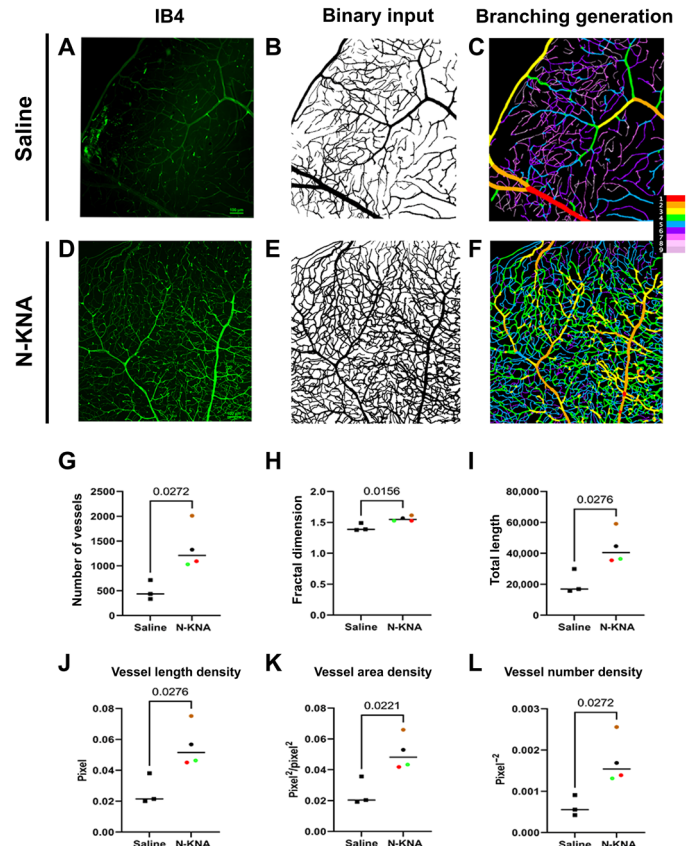 IB4 Binary input Branching generation
Saline
A B C
1
2
3
4
5
6
7
8
9
N-KNA
D E F
G H I
0.0272
Number of vessels
2500
2000
1500
1000
500
0
Saline N-KNA
0.0156
Fractal dimension
2.0
1.5
1.0
0.5
0.0
Saline N-KNA
0.0276
Total length
80,000
60,000
40,000
20,000
0
Saline N-KNA
J Vessel length density
0.0276
Pixel
0.08
0.06
0.04
0.02
0.00
Saline N-KNA
K Vessel area density
0.0221
Pixel²/pixel²
0.08
0.06
0.04
0.02
0.00
Saline N-KNA
L Vessel number density
0.0272
Pixel⁻²
0.003
0.002
0.001
0.000
Saline N-KNA